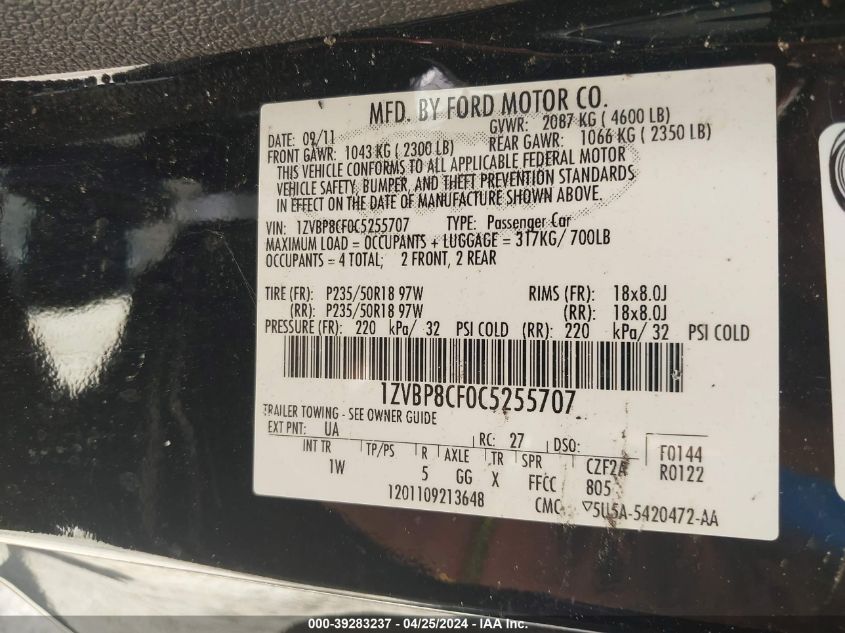 MFD. BY FORD MOTOR CO.
DATE: 09/11 GVWR: 2087 KG ( 4600 LB)
FRONT GAWR: 1043 KG ( 2300 LB) REAR GAWR: 1066 KG ( 2350 LB)
THIS VEHICLE CONFORMS TO ALL APPLICABLE FEDERAL MOTOR
VEHICLE SAFETY, BUMPER, AND THEFT PREVENTION STANDARDS
IN EFFECT ON THE DATE OF MANUFACTURE SHOWN ABOVE.
VIN: 1ZVBP8CF0C5255707 TYPE: Passenger Car
MAXIMUM LOAD = OCCUPANTS + LUGGAGE = 317KG/ 700LB
OCCUPANTS = 4 TOTAL; 2 FRONT, 2 REAR
TIRE (FR): P235/50R18 97W RIMS (FR): 18x8.0J
(RR): P235/50R18 97W (RR): 18x8.0J
PRESSURE (FR): 220 kPa/ 32 PSI COLD (RR): 220 kPa/ 32 PSI COLD
1ZVBP8CF0C5255707
TRAILER TOWING - SEE OWNER GUIDE
EXT PNT: UA RC: 27 DSO: F0144
INT TR TP/PS R AXLE TR SPR CZF2A R0122
1W 5 GG X FFCC 805
1201109213648 CMC ▽5U5A-5420472-AA
000-39283237 - 04/25/2024 - IAA Inc.